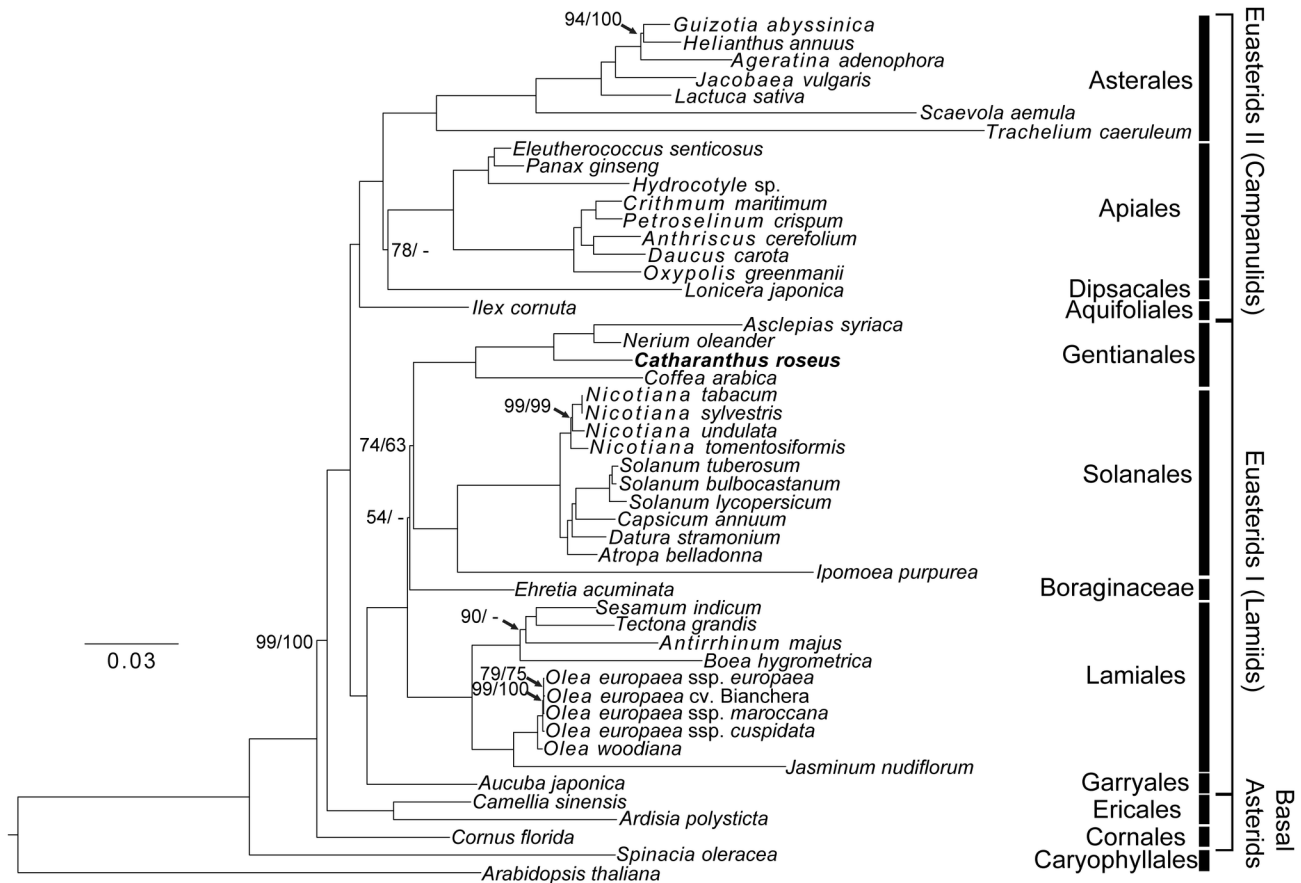 94/100
Guizotia abyssinica
Helianthus annuus
Ageratina adenophora
Jacobaea vulgaris
Lactuca sativa
Scaevola aemula
Trachelium caeruleum
Asterales
Eleutherococcus senticosus
Panax ginseng
Hydrocotyle sp.
Crithmum maritimum
Petroselinum crispum
Anthriscus cerefolium
Daucus carota
Oxypolis greenmanii
Apiales
78/ -
Lonicera japonica
Dipsacales
Ilex cornuta
Aquifoliales
Euasterids II (Campanulids)
Asclepias syriaca
Nerium oleander
Catharanthus roseus
Coffea arabica
Gentianales
74/63
99/99
Nicotiana tabacum
Nicotiana sylvestris
Nicotiana undulata
Nicotiana tomentosiformis
Solanum tuberosum
Solanum bulbocastanum
Solanum lycopersicum
Capsicum annuum
Datura stramonium
Atropa belladonna
Ipomoea purpurea
Solanales
54/ -
Ehretia acuminata
Boraginaceae
90/ -
Sesamum indicum
Tectona grandis
Antirrhinum majus
Boea hygrometrica
79/75
99/100
Olea europaea ssp. europaea
Olea europaea cv. Bianchera
Olea europaea ssp. maroccana
Olea europaea ssp. cuspidata
Olea woodiana
Jasminum nudiflorum
Lamiales
Aucuba japonica
Garryales
Euasterids I (Lamiids)
99/100
0.03
Camellia sinensis
Ardisia polysticta
Ericales
Cornus florida
Cornales
Basal
Asterids
Spinacia oleracea
Caryophyllales
Arabidopsis thaliana